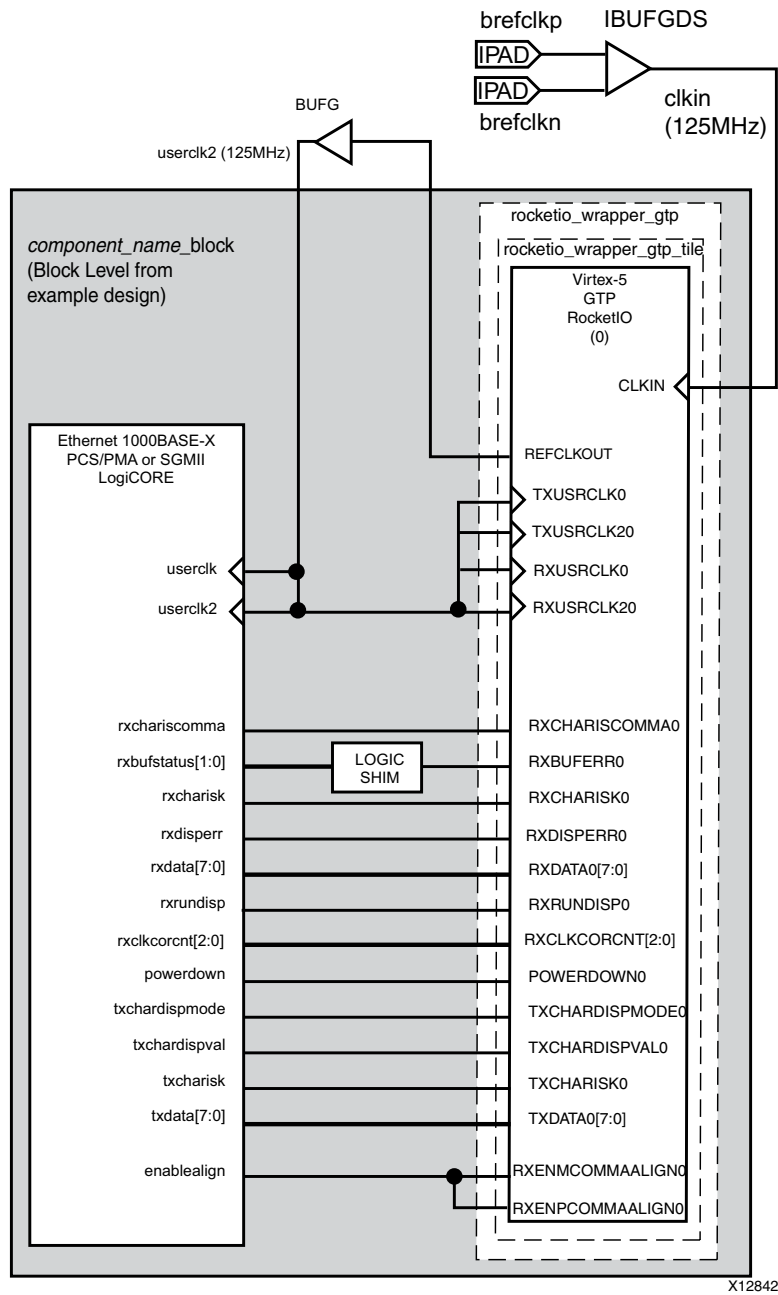 brefclkp
IBUFGDS
IPAD
IPAD
brefclkn
clkin
(125MHz)
BUFG
userclk2 (125MHz)
component_name_block
(Block Level from
example design)
rocketio_wrapper_gtp
rocketio_wrapper_gtp_tile
Virtex-5
GTP
RocketIO
(0)
CLKIN
Ethernet 1000BASE-X
PCS/PMA or SGMII
LogiCORE
REFCLKOUT
TXUSRCLK0
TXUSRCLK20
userclk
RXUSRCLK0
userclk2
RXUSRCLK20
rxchariscomma
RXCHARISCOMMA0
rxbufstatus[1:0]
LOGIC
SHIM
RXBUFERR0
rxcharisk
RXCHARISK0
rxdisperr
RXDISPERR0
rxdata[7:0]
RXDATA0[7:0]
rxrundisp
RXRUNDISP0
rxclkcorcnt[2:0]
RXCLKCORCNT[2:0]
powerdown
POWERDOWN0
txchardispmode
TXCHARDISPMODE0
txchardispval
TXCHARDISPVAL0
txcharisk
TXCHARISK0
txdata[7:0]
TXDATA0[7:0]
enablealign
RXENMCOMMAALIGN0
RXENPCOMMAALIGN0
X12842